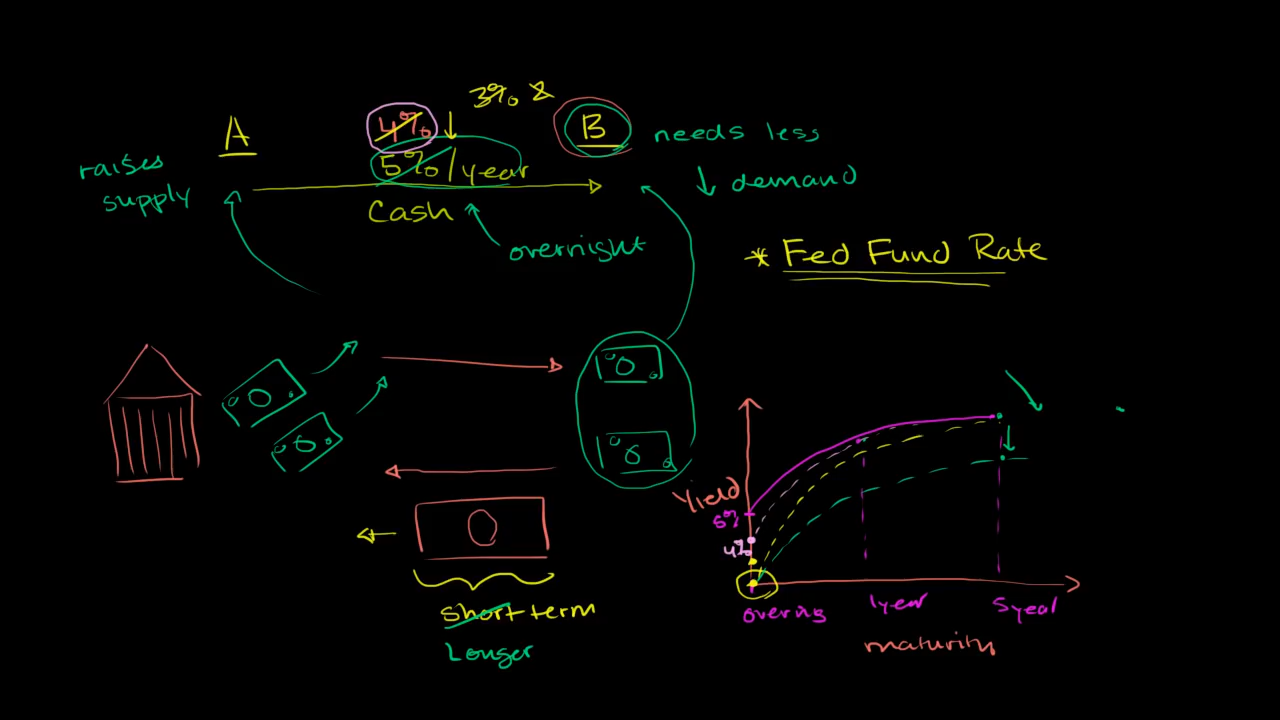 3%
4%
A
B
needs less
raises
supply
5%/year
↓ demand
Cash
overnight
* Fed Fund Rate
Yield
5%
4%
short term
Longer
overnig
1year
5year
maturity